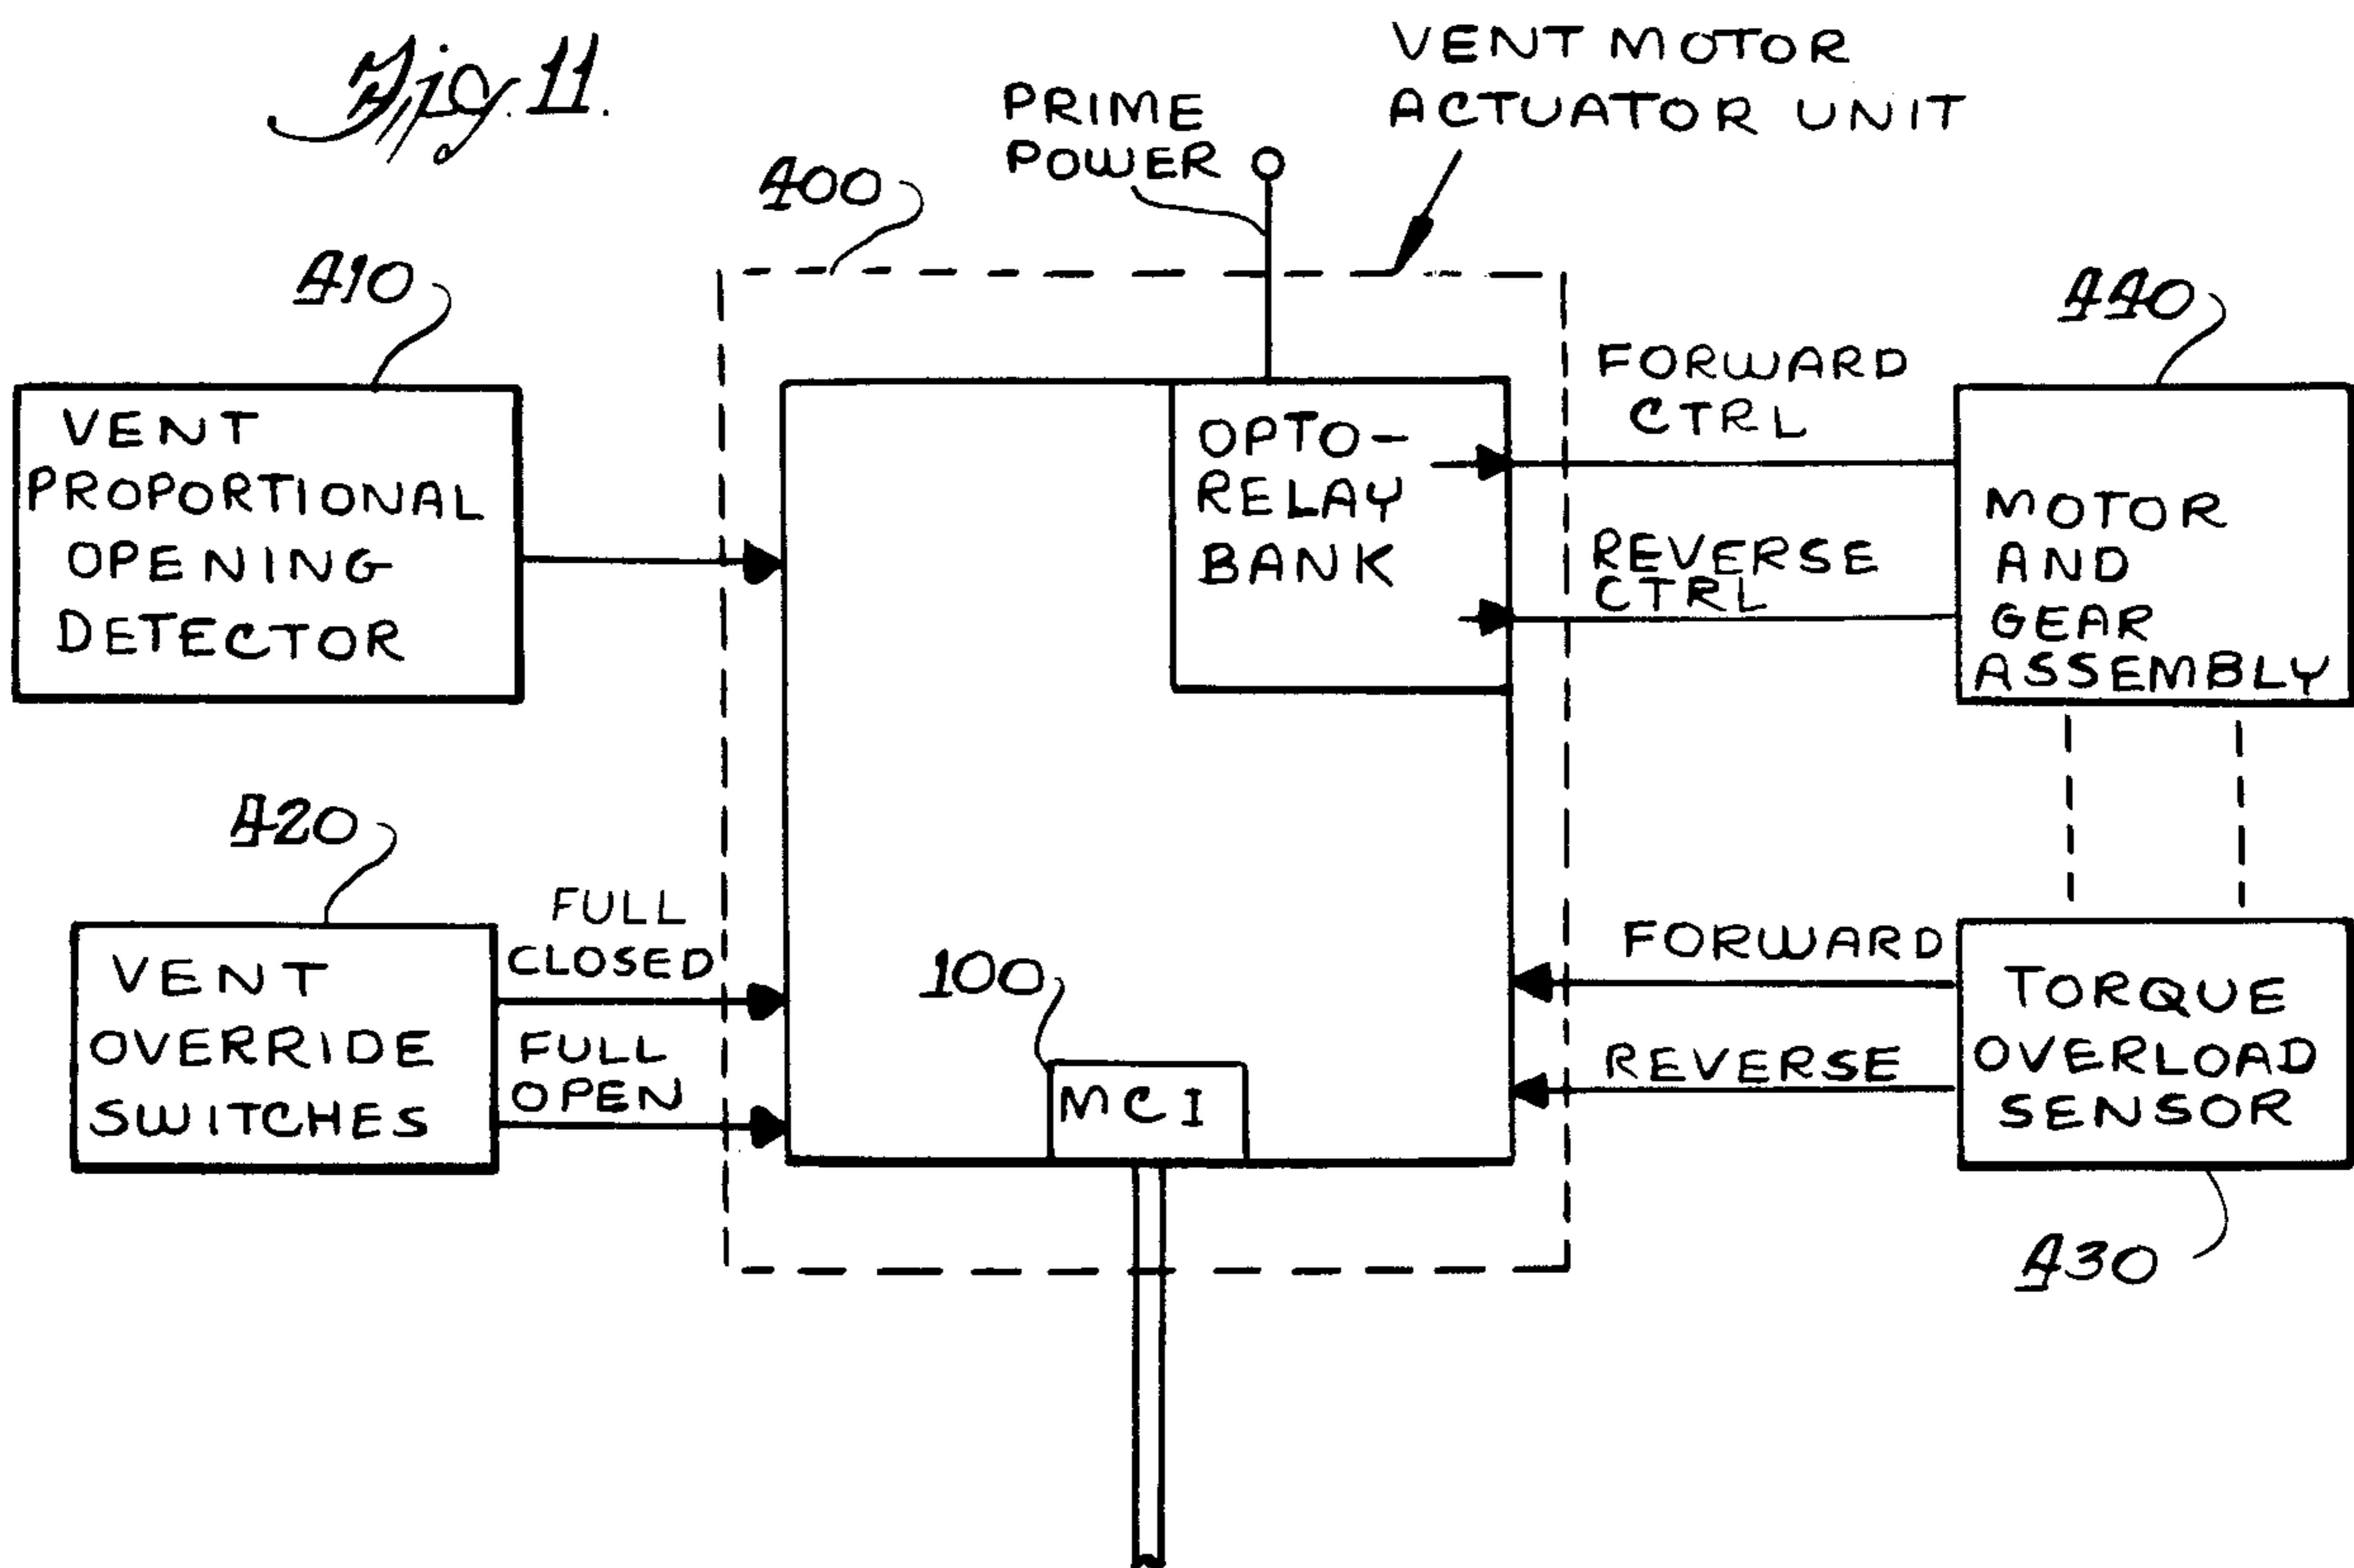 Fig. 11.
VENT MOTOR
ACTUATOR UNIT
PRIME
POWER
400
410
440
VENT
PROPORTIONAL
OPENING
DETECTOR
OPTO-
RELAY
BANK
FORWARD
CTRL
REVERSE
CTRL
MOTOR
AND
GEAR
ASSEMBLY
420
VENT
OVERRIDE
SWITCHES
FULL
CLOSED
FULL
OPEN
100
MCI
FORWARD
REVERSE
TORQUE
OVERLOAD
SENSOR
430